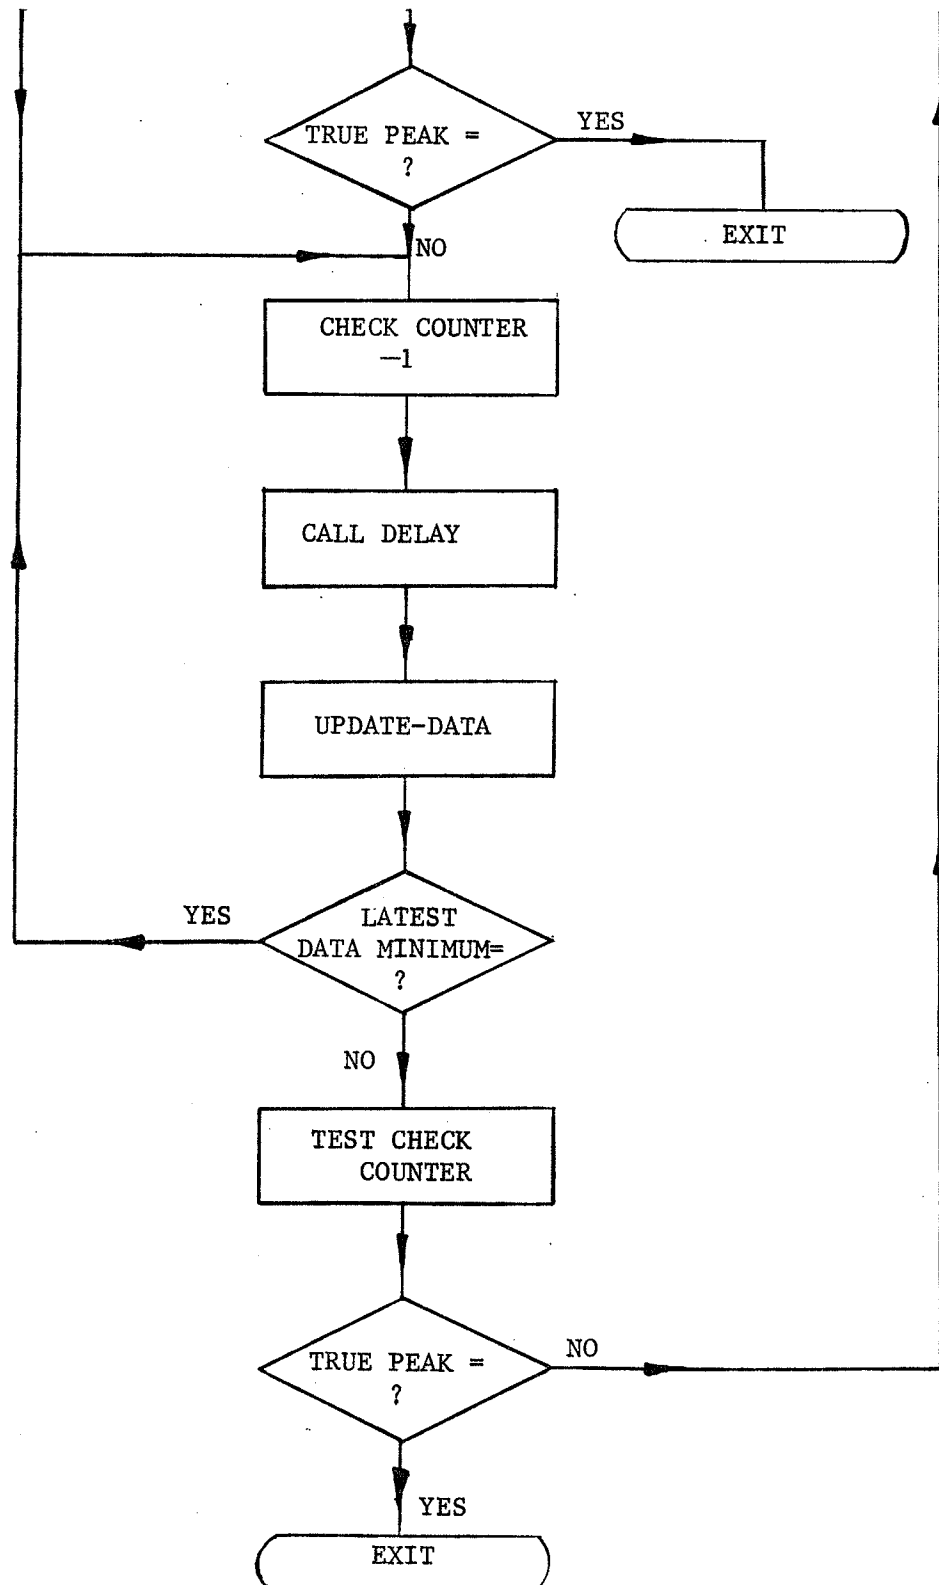 TRUE PEAK =
?
YES
EXIT
NO
CHECK COUNTER
—1
CALL DELAY
UPDATE-DATA
YES
LATEST
DATA MINIMUM=
?
NO
TEST CHECK
COUNTER
TRUE PEAK =
?
NO
YES
EXIT